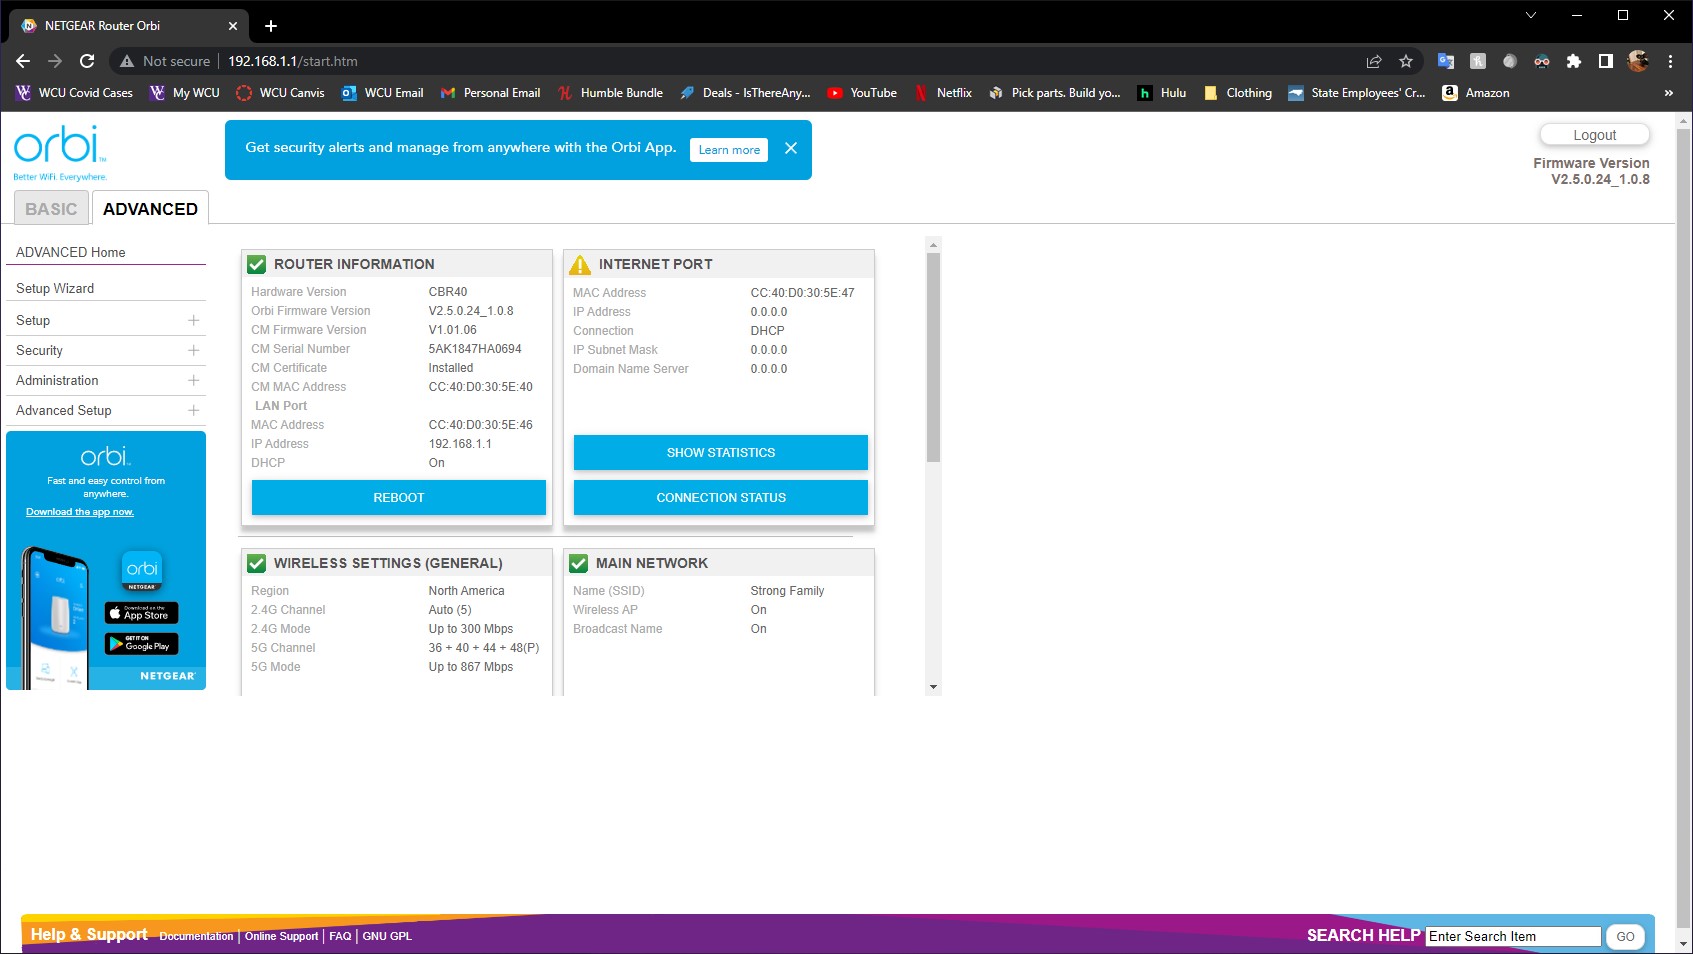 NETGEAR Router Orbi
Not secure | 192.168.1.1/start.htm
WCU Covid Cases My WCU WCU Canvis WCU Email Personal Email Humble Bundle Deals - IsThereAny... YouTube Netflix Pick parts. Build yo... Hulu Clothing State Employees' Cr... Amazon »
orbi™
Better WiFi. Everywhere.
Get security alerts and manage from anywhere with the Orbi App. Learn more
Logout
Firmware Version
V2.5.0.24_1.0.8
BASIC ADVANCED
ADVANCED Home
Setup Wizard
Setup +
Security +
Administration +
Advanced Setup +
orbi
Fast and easy control from
anywhere.
Download the app now.
orbi
NETGEAR
Download on the
App Store
GET IT ON
Google Play
NETGEAR
ROUTER INFORMATION
Hardware Version CBR40
Orbi Firmware Version V2.5.0.24_1.0.8
CM Firmware Version V1.01.06
CM Serial Number 5AK1847HA0694
CM Certificate Installed
CM MAC Address CC:40:D0:30:5E:40
LAN Port
MAC Address CC:40:D0:30:5E:46
IP Address 192.168.1.1
DHCP On
REBOOT
INTERNET PORT
MAC Address CC:40:D0:30:5E:47
IP Address 0.0.0.0
Connection DHCP
IP Subnet Mask 0.0.0.0
Domain Name Server 0.0.0.0
SHOW STATISTICS
CONNECTION STATUS
WIRELESS SETTINGS (GENERAL)
Region North America
2.4G Channel Auto (5)
2.4G Mode Up to 300 Mbps
5G Channel 36 + 40 + 44 + 48(P)
5G Mode Up to 867 Mbps
MAIN NETWORK
Name (SSID) Strong Family
Wireless AP On
Broadcast Name On
Help & Support Documentation | Online Support | FAQ | GNU GPL
SEARCH HELP Enter Search Item GO